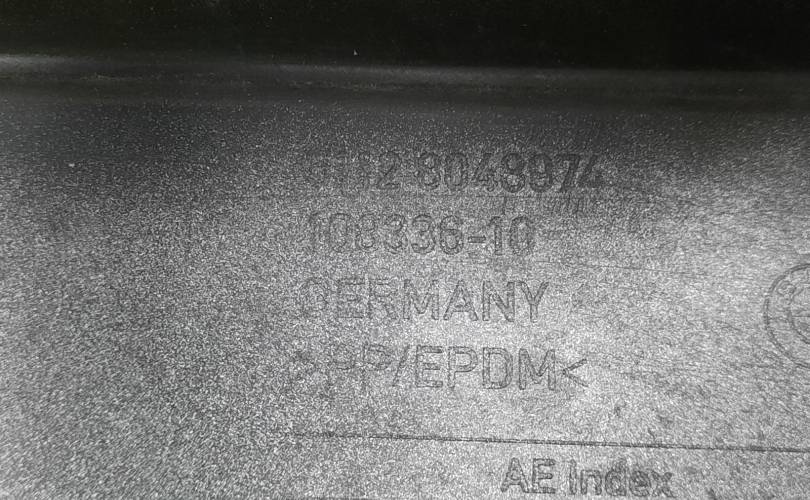 8048974
108336-10
GERMANY
>PP/EPDM<
AE Index